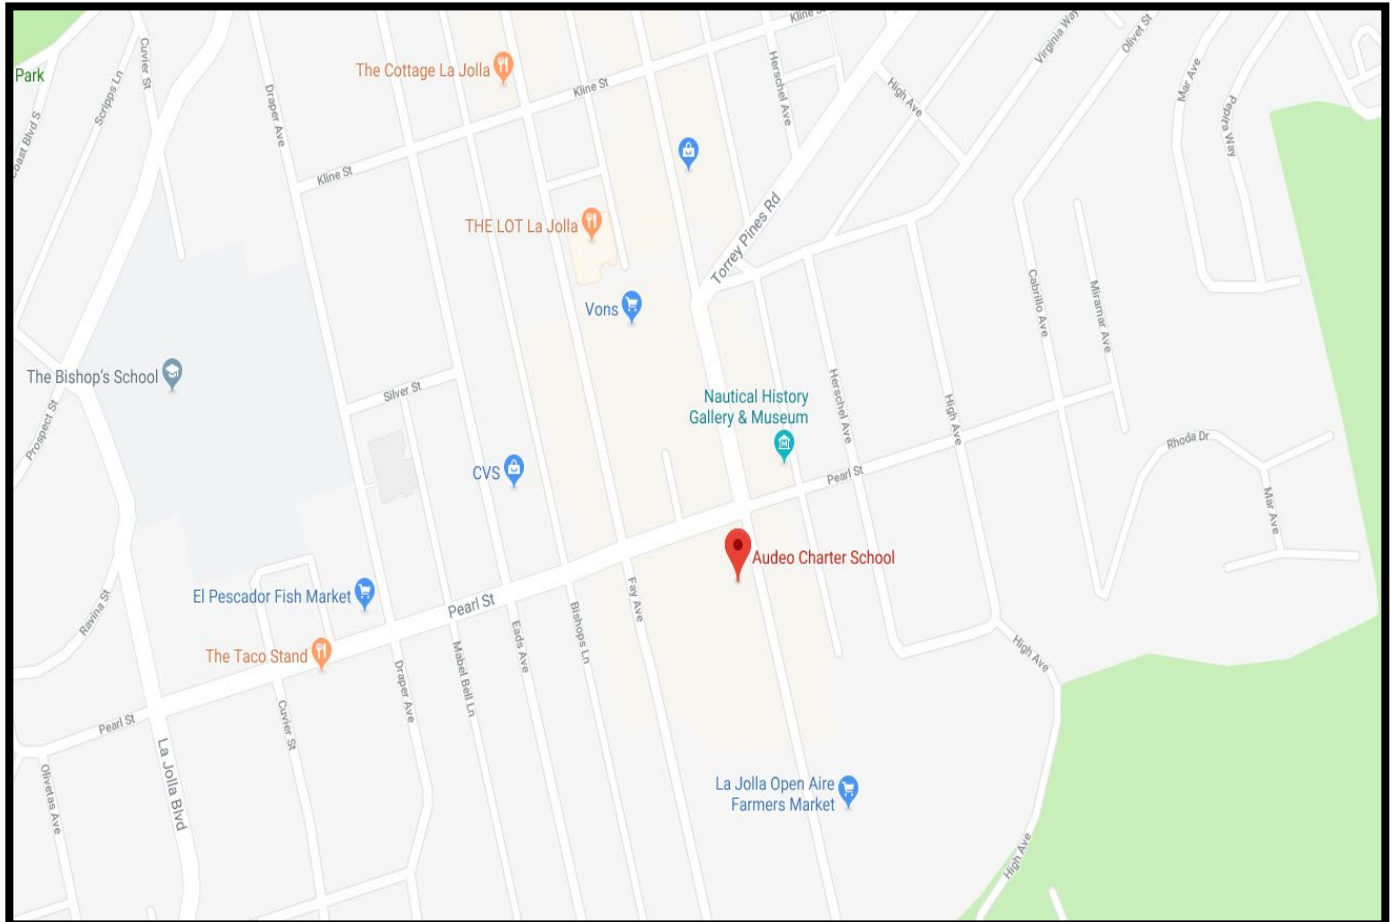 Kline St
Park
Cuvier St
Scripps Ln
Draper Ave
The Cottage La Jolla
Kline St
Herschel Ave
High Ave
Virginia Way
Olivet St
Mar Ave
Pepita Way
Coast Blvd S
Kline St
THE LOT La Jolla
Torrey Pines Rd
Vons
Cabrillo Ave
Miramar Ave
The Bishop's School
Silver St
Prospect St
Nautical History
Gallery & Museum
Herschel Ave
High Ave
Rhoda Dr
CVS
Pearl St
Mar Ave
Audeo Charter School
El Pescador Fish Market
Pearl St
Ravina St
Fay Ave
Bishops Ln
Eads Ave
Mabel Bell Ln
Draper Ave
The Taco Stand
High Ave
Pearl St
Cuvier St
La Jolla Blvd
Olivetas Ave
La Jolla Open Aire
Farmers Market
High Ave